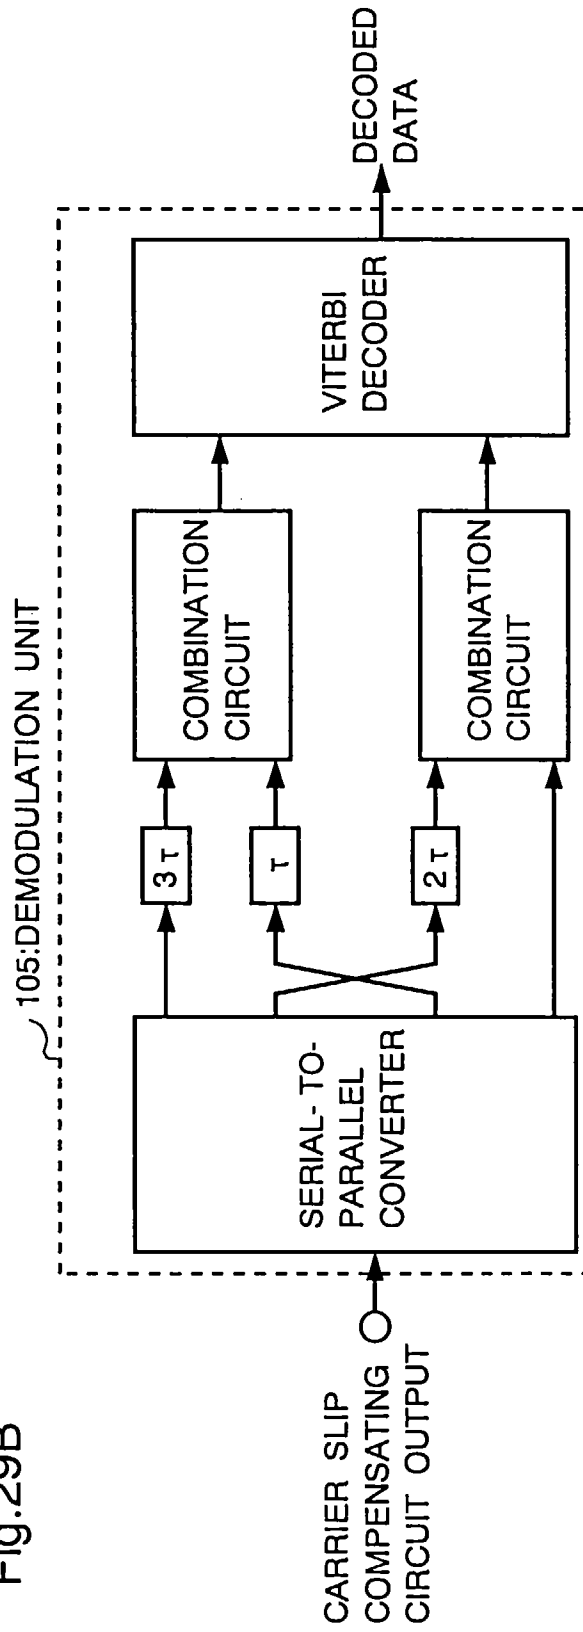 Fig.29B
105:DEMODULATION UNIT
CARRIER SLIP
COMPENSATING
CIRCUIT OUTPUT
SERIAL-TO-
PARALLEL
CONVERTER
3τ
τ
2τ
COMBINATION
CIRCUIT
COMBINATION
CIRCUIT
VITERBI
DECODER
DECODED
DATA